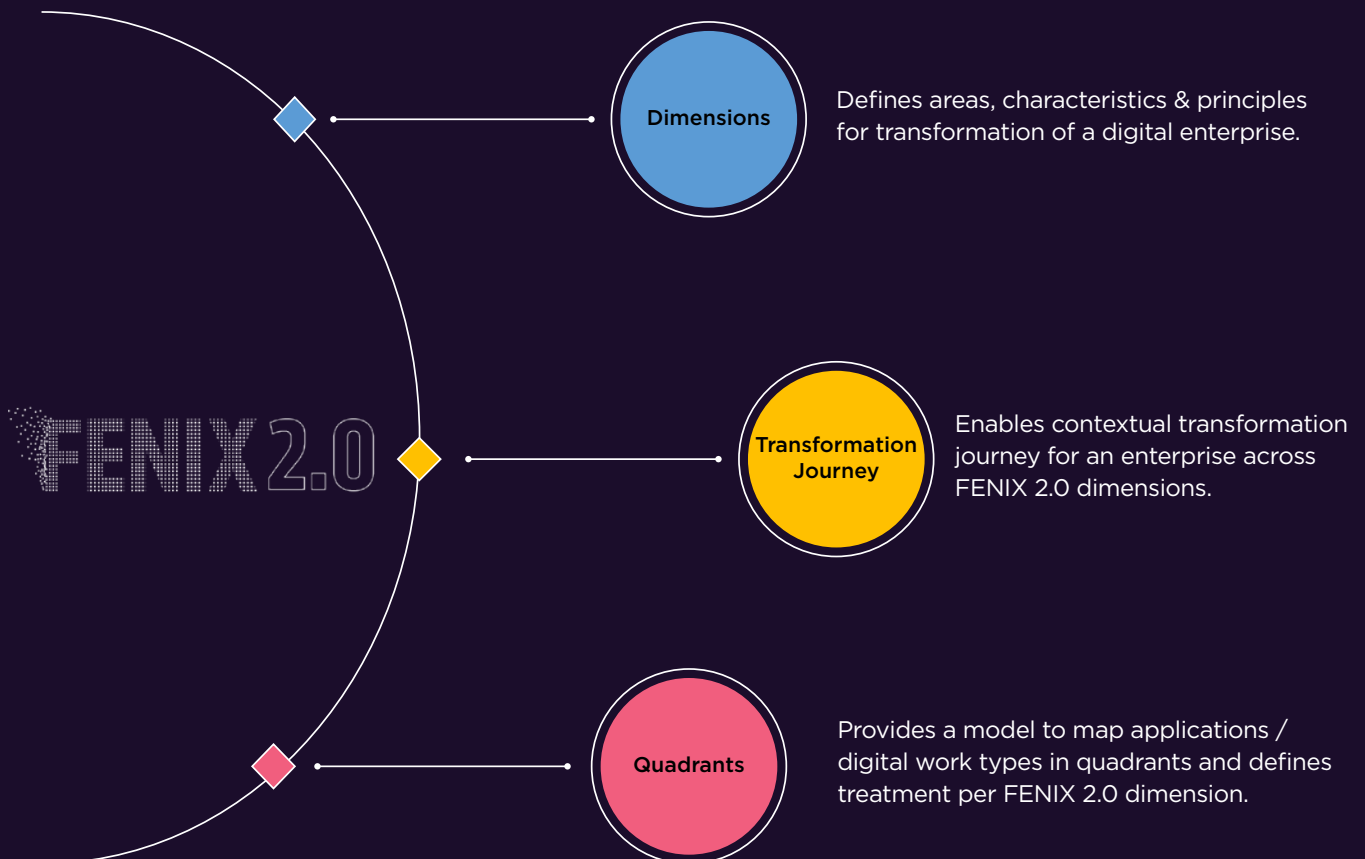 Dimensions
Defines areas, characteristics & principles
for transformation of a digital enterprise.
FENIX 2.0
Transformation
Journey
Enables contextual transformation
journey for an enterprise across
FENIX 2.0 dimensions.
Quadrants
Provides a model to map applications /
digital work types in quadrants and defines
treatment per FENIX 2.0 dimension.